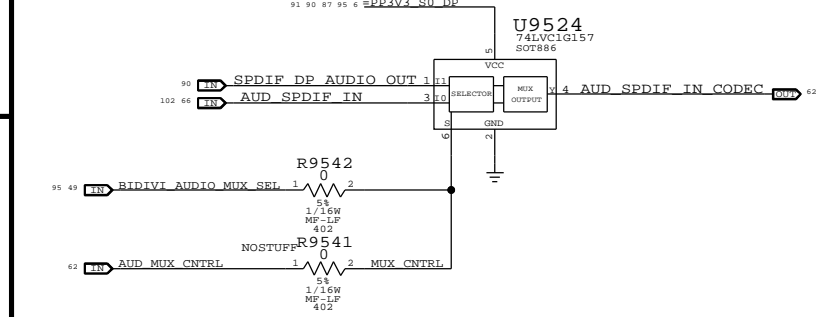 91 90 87 95 6 =PP3V3_S0_DP
U9524
74LVC1G157
SOT886
5
VCC
90 IN SPDIF_DP_AUDIO_OUT 1 I1
SELECTOR
MUX
OUTPUT
Y 4 AUD_SPDIF_IN_CODEC OUT 62
102 66 IN AUD_SPDIF_IN 3 I0
S
GND
6
2
R9542
0
95 49 IN BIDIVI_AUDIO_MUX_SEL 1 2
5%
1/16W
MF-LF
402
NOSTUFF R9541
0
62 IN AUD_MUX_CNTRL 1 2 MUX_CNTRL
5%
1/16W
MF-LF
402